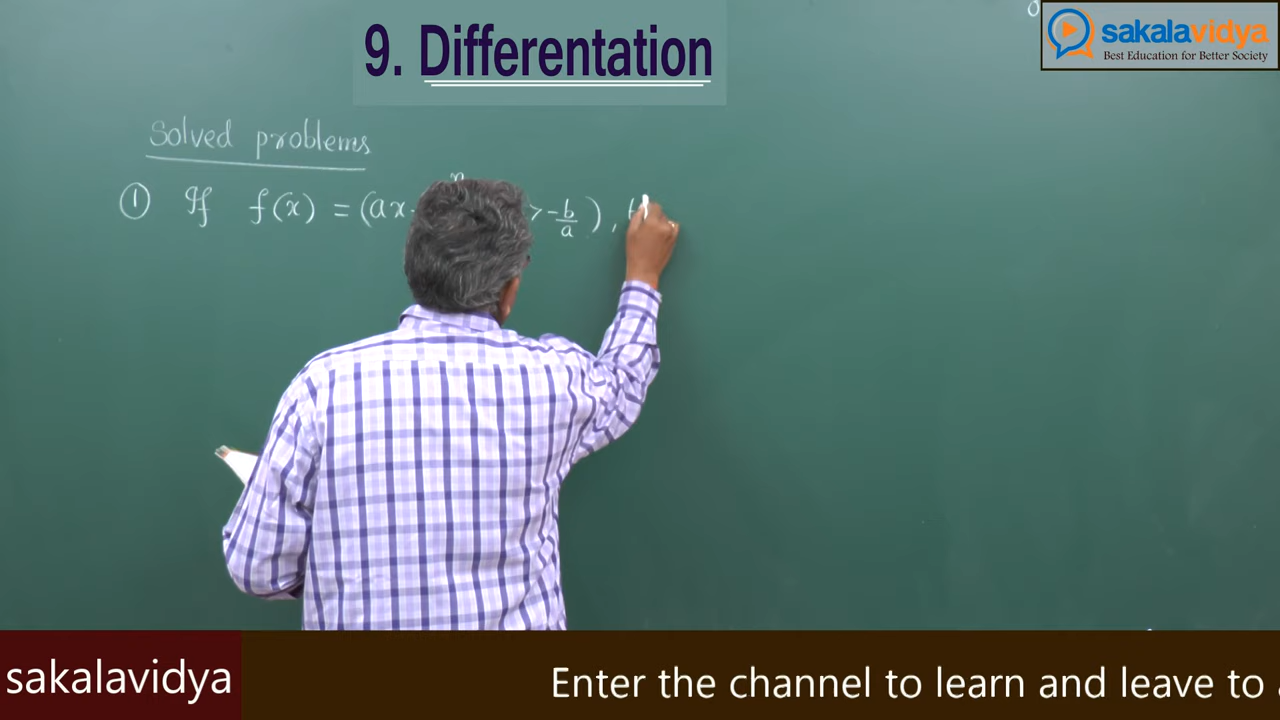 9. Differentation
sakalavidya
Best Education for Better Society
Solved problems
① If f(x) = (ax > -b/a),
sakalavidya
Enter the channel to learn and leave to